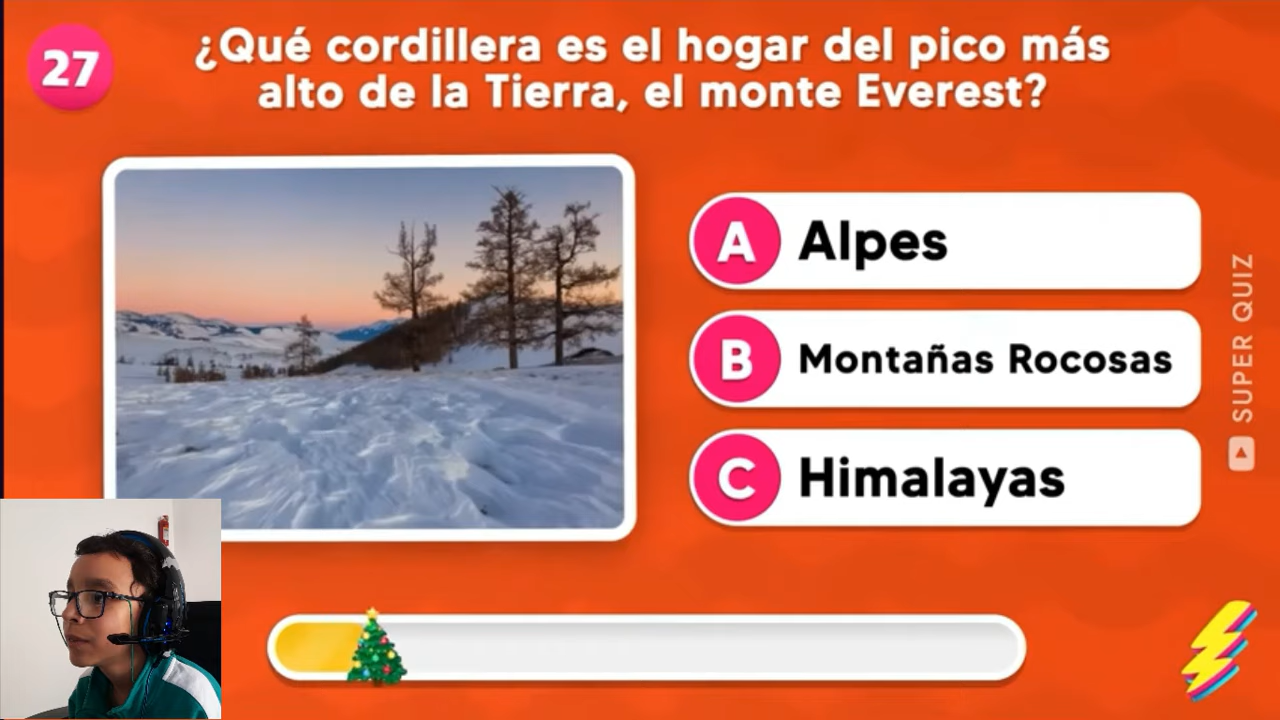 27
¿Qué cordillera es el hogar del pico más
alto de la Tierra, el monte Everest?
A Alpes
B Montañas Rocosas
C Himalayas
SUPER QUIZ